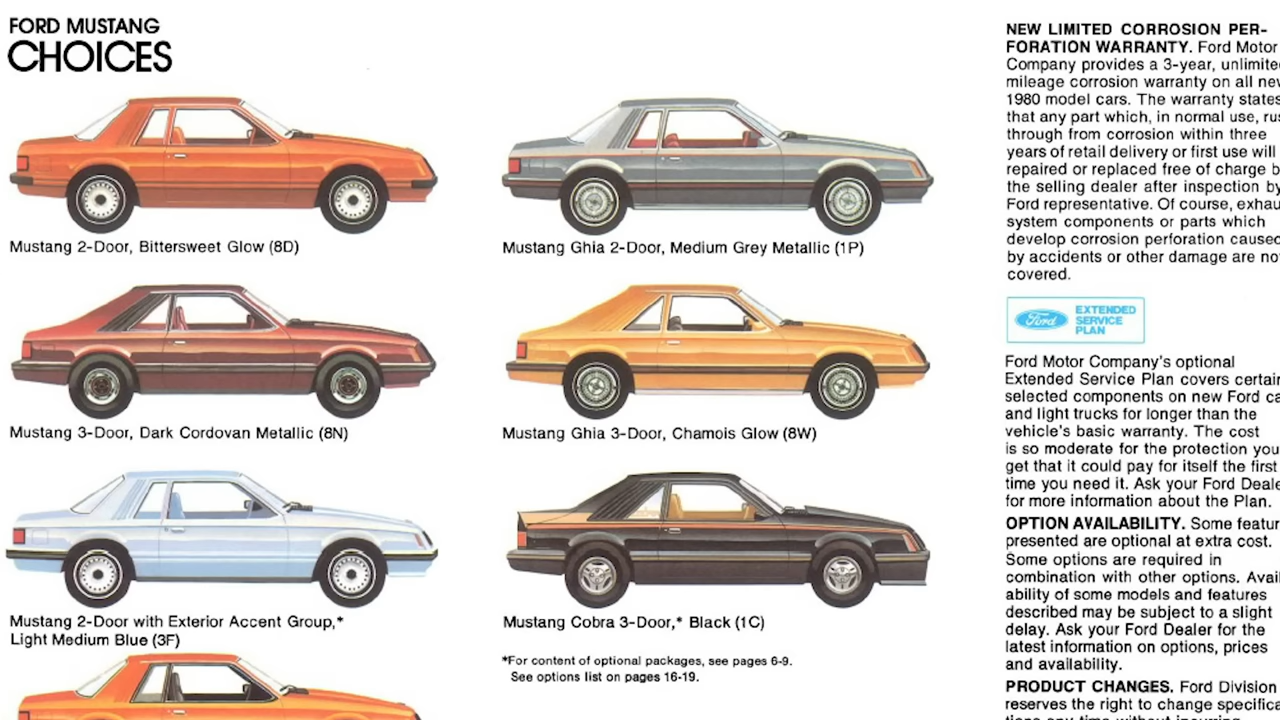 FORD MUSTANG
CHOICES
Mustang 2-Door, Bittersweet Glow (8D)
Mustang Ghia 2-Door, Medium Grey Metallic (1P)
Mustang 3-Door, Dark Cordovan Metallic (8N)
Mustang Ghia 3-Door, Chamois Glow (8W)
Mustang 2-Door with Exterior Accent Group,*
Light Medium Blue (3F)
Mustang Cobra 3-Door,* Black (1C)
*For content of optional packages, see pages 6-9.
See options list on pages 16-19.
NEW LIMITED CORROSION PER-
FORATION WARRANTY. Ford Motor
Company provides a 3-year, unlimite
mileage corrosion warranty on all new
1980 model cars. The warranty states
that any part which, in normal use, rus
through from corrosion within three
years of retail delivery or first use will
repaired or replaced free of charge b
the selling dealer after inspection by
Ford representative. Of course, exhau
system components or parts which
develop corrosion perforation caused
by accidents or other damage are not
covered.
Ford
EXTENDED
SERVICE
PLAN
Ford Motor Company's optional
Extended Service Plan covers certain
selected components on new Ford ca
and light trucks for longer than the
vehicle's basic warranty. The cost
is so moderate for the protection you
get that it could pay for itself the first
time you need it. Ask your Ford Deale
for more information about the Plan.
OPTION AVAILABILITY. Some featur
presented are optional at extra cost.
Some options are required in
combination with other options. Avail
ability of some models and features
described may be subject to a slight
delay. Ask your Ford Dealer for the
latest information on options, prices
and availability.
PRODUCT CHANGES. Ford Division
reserves the right to change specifica
tions any time without incurring